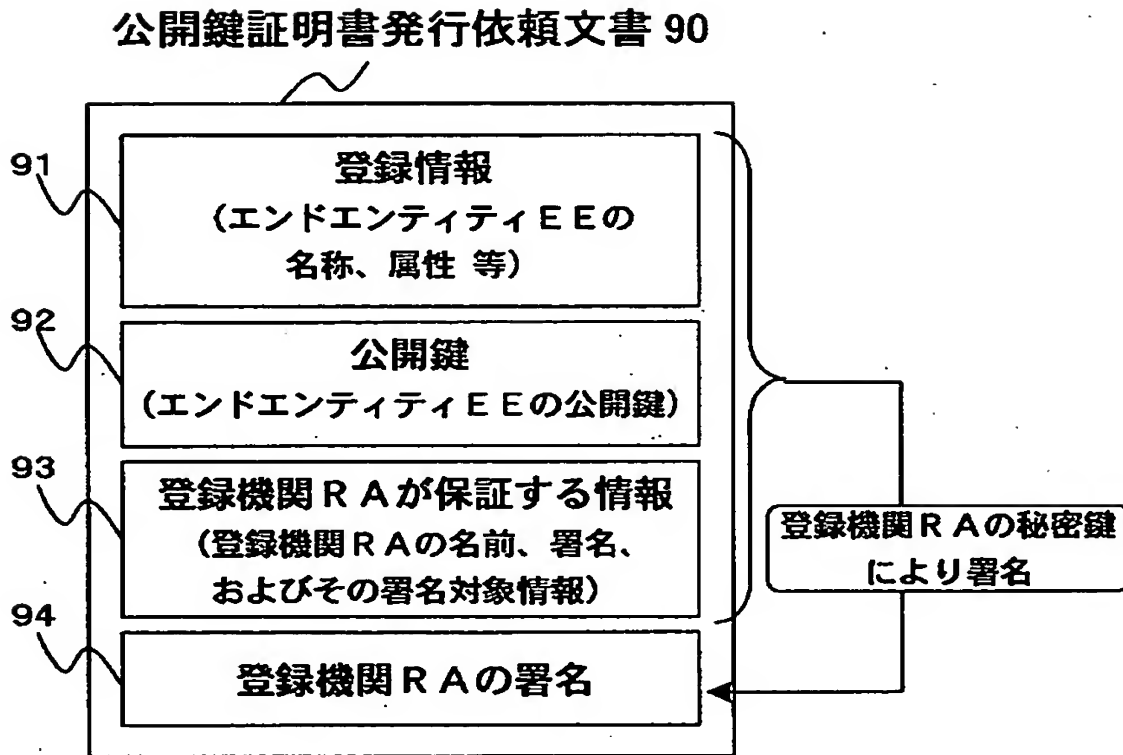 公開鍵証明書発行依頼文書 90
91
登録情報
(エンドエンティティEEの
名称、属性 等)
92
公開鍵
(エンドエンティティEEの公開鍵)
93
登録機関RAが保証する情報
(登録機関RAの名前、署名、
およびその署名対象情報)
94
登録機関RAの署名
登録機関RAの秘密鍵
により署名